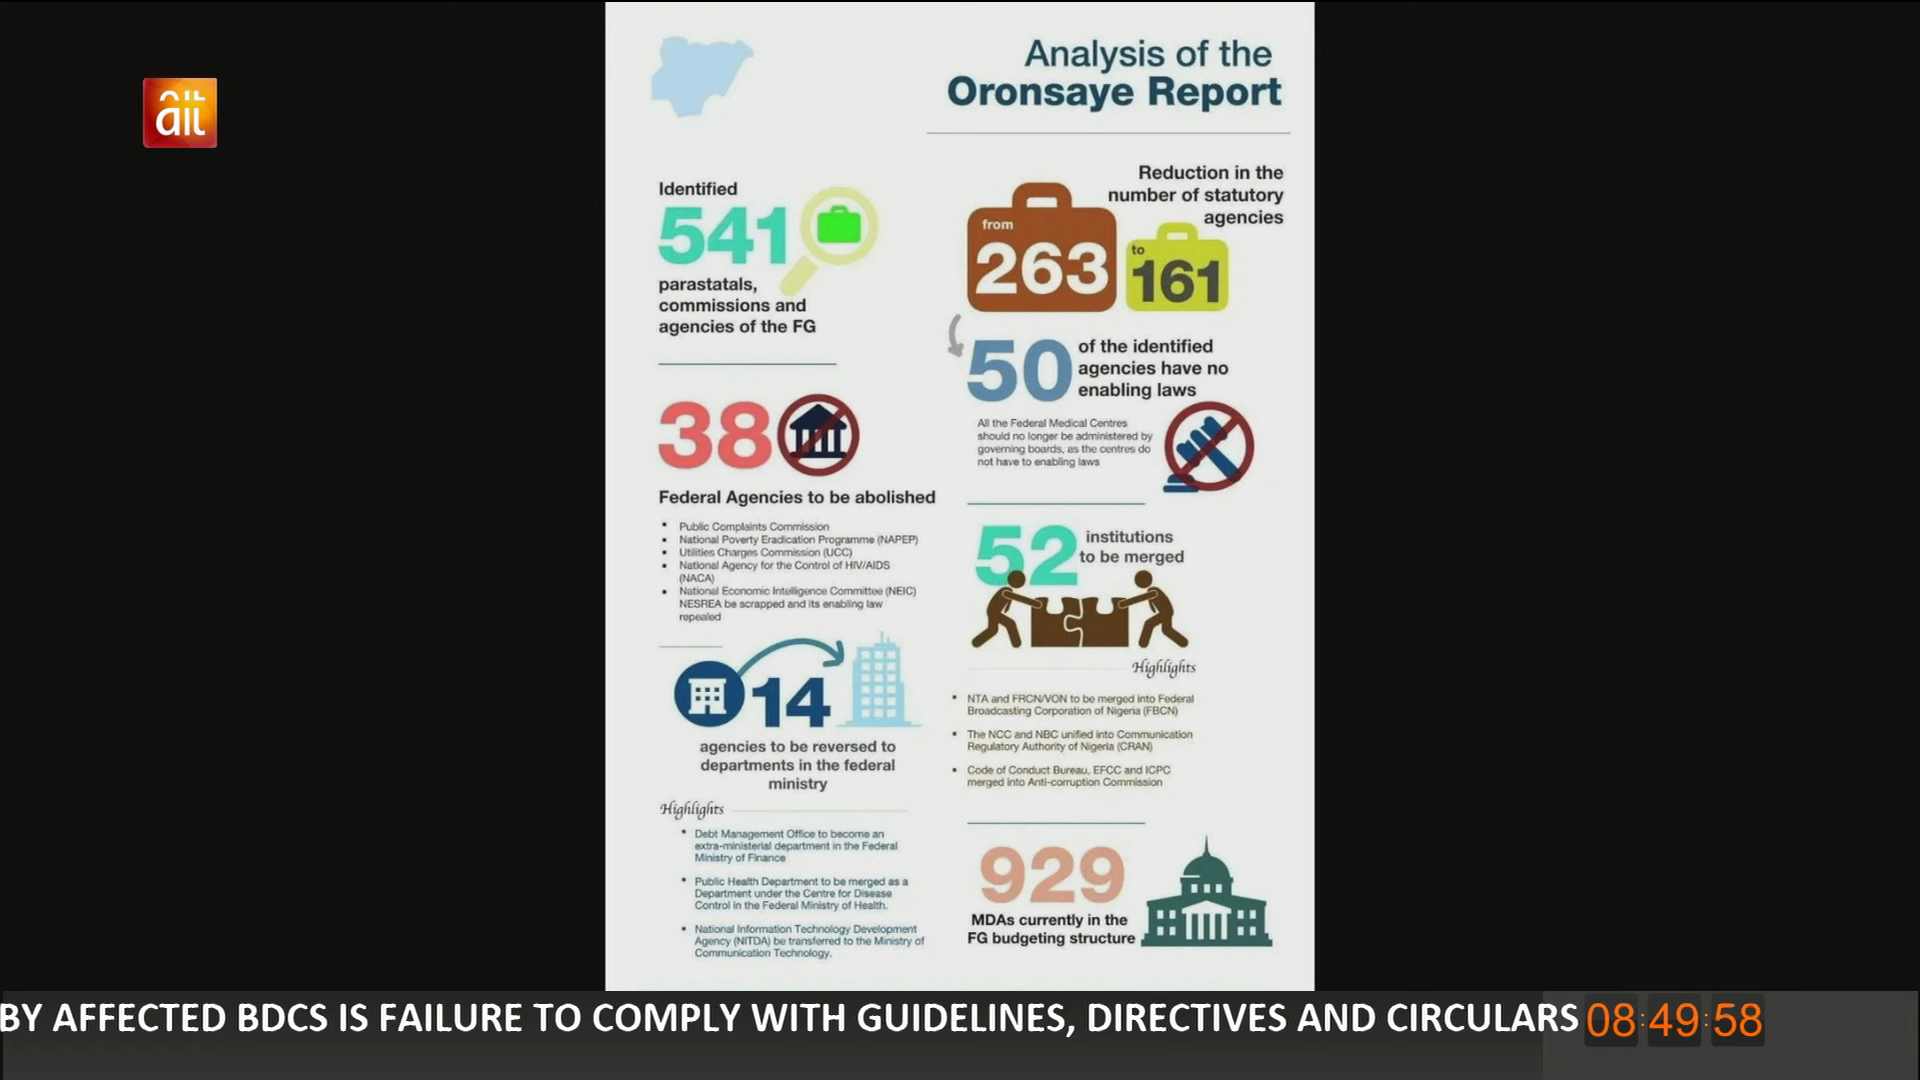 Analysis of the
Oronsaye Report
ait
Identified
541
parastatals,
commissions and
agencies of the FG
38
Federal Agencies to be abolished
Public Complaints Commission
National Poverty Eradication Programme (NAPEP)
Utilities Charges Commission (UCC)
National Agency for the Control of HIV/AIDS
(NACA)
National Economic Intelligence Committee (NEIC)
NESREA be scrapped and its enabling law
repealed
14
agencies to be reversed to
departments in the federal
ministry
Highlights
Debt Management Office to become an
extra-ministerial department in the Federal
Ministry of Finance
Public Health Department to be merged as a
Department under the Centre for Disease
Control in the Federal Ministry of Health.
National Information Technology Development
Agency (NITDA) be transferred to the Ministry of
Communication Technology.
Reduction in the
number of statutory
agencies
from
263
to
161
50
of the identified
agencies have no
enabling laws
All the Federal Medical Centres
should no longer be administered by
governing boards, as the centres do
not have to enabling laws
52
institutions
to be merged
Highlights
NTA and FRCN/VON to be merged into Federal
Broadcasting Corporation of Nigeria (FBCN)
The NCC and NBC unified into Communication
Regulatory Authority of Nigeria (CRAN)
Code of Conduct Bureau, EFCC and ICPC
merged into Anti-corruption Commission
929
MDAs currently in the
FG budgeting structure
BY AFFECTED BDCS IS FAILURE TO COMPLY WITH GUIDELINES, DIRECTIVES AND CIRCULARS
08:49:58